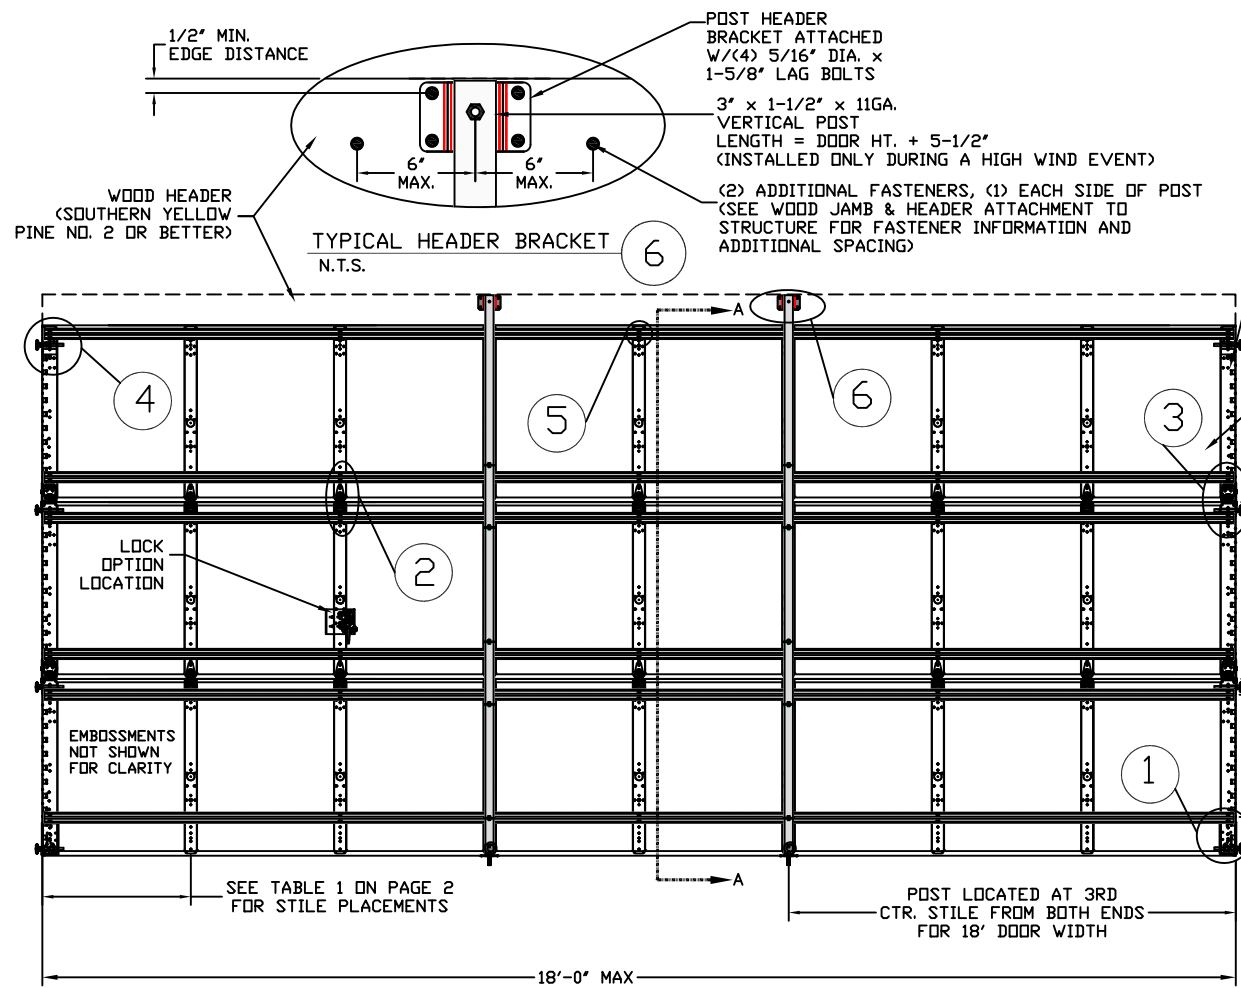 1/2" MIN.
EDGE DISTANCE
POST HEADER
BRACKET ATTACHED
W/(4) 5/16" DIA. x
1-5/8" LAG BOLTS
3" x 1-1/2" x 11GA.
VERTICAL POST
LENGTH = DOOR HT. + 5-1/2"
(INSTALLED ONLY DURING A HIGH WIND EVENT)
6"
MAX.
6"
MAX.
WOOD HEADER
(SOUTHERN YELLOW
PINE NO. 2 OR BETTER)
(2) ADDITIONAL FASTENERS, (1) EACH SIDE OF POST
(SEE WOOD JAMB & HEADER ATTACHMENT TO
STRUCTURE FOR FASTENER INFORMATION AND
ADDITIONAL SPACING)
TYPICAL HEADER BRACKET
N.T.S.
6
A
4
5
6
3
LOCK
OPTION
LOCATION
2
EMBOSSMENTS
NOT SHOWN
FOR CLARITY
1
A
SEE TABLE 1 ON PAGE 2
FOR STILE PLACEMENTS
POST LOCATED AT 3RD
CTR. STILE FROM BOTH ENDS
FOR 18' DOOR WIDTH
18'-0" MAX